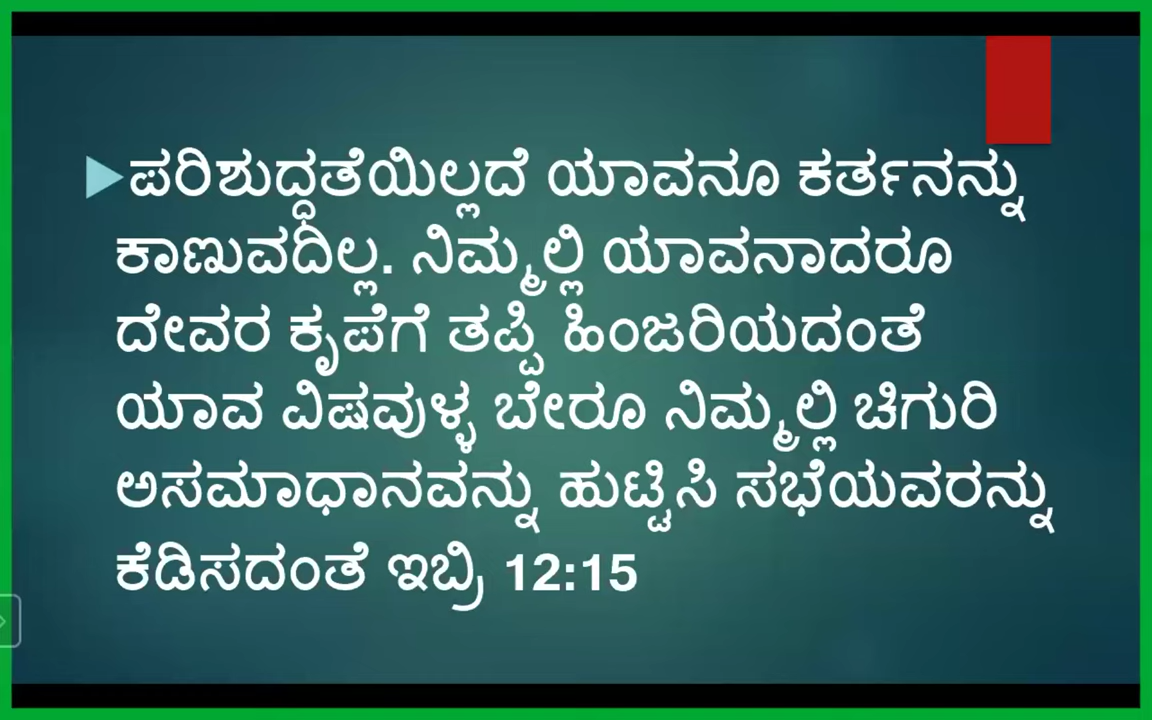 ಪರಿಶುದ್ಧತೆಯಿಲ್ಲದೆ ಯಾವನೂ ಕರ್ತನನ್ನು
ಕಾಣುವದಿಲ್ಲ. ನಿಮ್ಮಲ್ಲಿ ಯಾವನಾದರೂ
ದೇವರ ಕೃಪೆಗೆ ತಪ್ಪಿ ಹಿಂಜರಿಯದಂತೆ
ಯಾವ ವಿಷವುಳ್ಳ ಬೇರೂ ನಿಮ್ಮಲ್ಲಿ ಚಿಗುರಿ
ಅಸಮಾಧಾನವನ್ನು ಹುಟ್ಟಿಸಿ ಸಭೆಯವರನ್ನು
ಕೆಡಿಸದಂತೆ ಇಬ್ರಿ 12:15